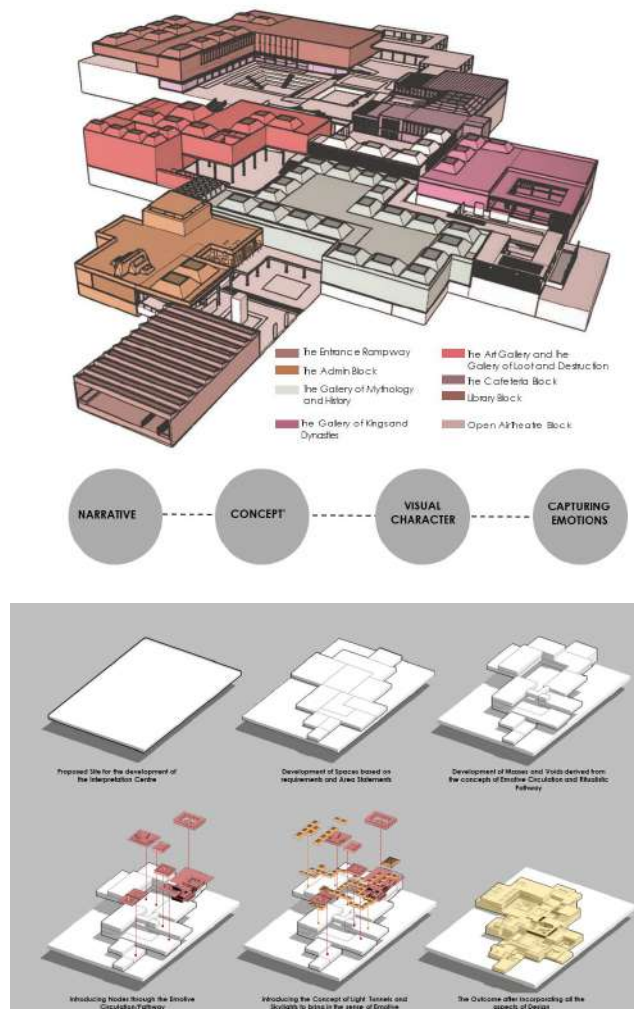 The Entrance Rampway
The Admin Block
The Gallery of Mythology
and History
The Gallery of Kings and
Dynasties
The Art Gallery and The
Gallery of Loot and Destruction
The Cafeteria Block
Library Block
Open Air Theatre Block
NARRATIVE
CONCEPT'
VISUAL
CHARACTER
CAPTURING
EMOTIONS
Proposed Site for the development of
the Interpretation Centre
Development of Spaces based on
requirements and Area Statements
Development of Masses and Voids derived from
the concepts of Emotive Circulation and Ritualistic
Pathway
Introducing Nodes through the Emotive
Circulation/Pathway
Introducing the Concept of Light Tunnels and
Skylights to bring in the sense of Emotive
The Outcome after incorporating all the
aspects of Design